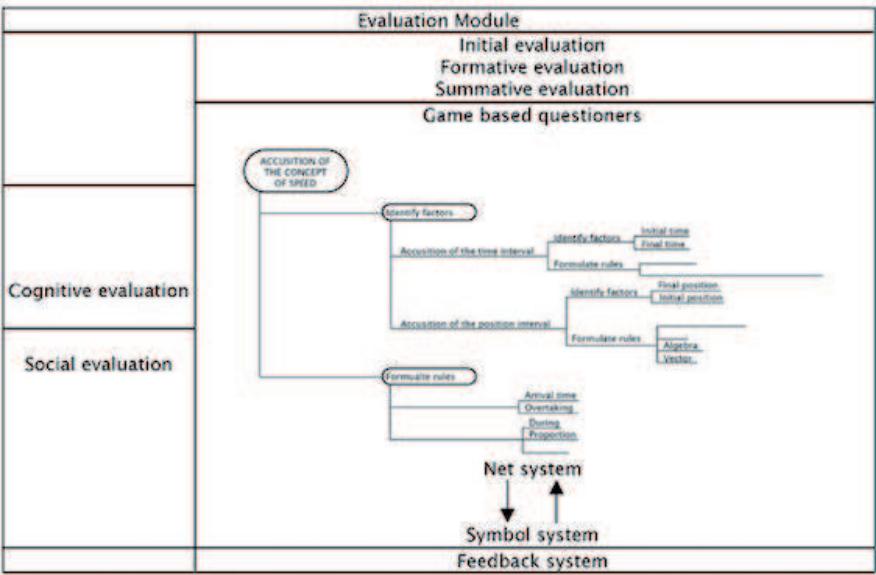 Evaluation Module
Initial evaluation
Formative evaluation
Summative evaluation
Game based questioners
ACCUSITION OF
THE CONCEPT
OF SPEED
Identify factors
Accusition of the time interval
Identify factors
Initial time
Final time
Formulate rules
Accusition of the position interval
Identify factors
Final position
Initial position
Formulate rules
Algebra
Vector
Formualte rules
Arrival time
Overtaking
During
Proportion
Cognitive evaluation
Social evaluation
Net system
Symbol system
Feedback system